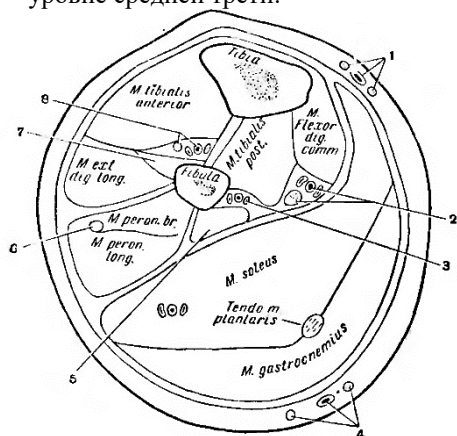 уровне средней трети.
Tibia
1
M. tibialis
anterior
8
7
M. Flexor
dig.
comm
M. tibialis
post.
M ext
dig long.
Fibula
2
6
M peron. br.
M peron.
long.
3
M. soleus
Tendo m
plantaris
5
M. gastrocnemius
4